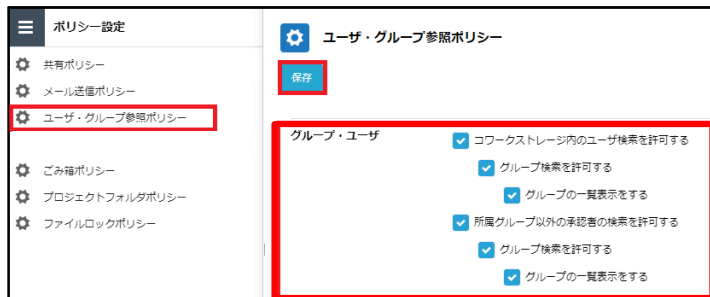 ポリシー設定
共有ポリシー
メール送信ポリシー
ユーザ・グループ参照ポリシー
ごみ箱ポリシー
プロジェクトフォルダポリシー
ファイルロックポリシー
ユーザ・グループ参照ポリシー
保存
グループ・ユーザ
コワークストレージ内のユーザ検索を許可する
グループ検索を許可する
グループの一覧表示をする
所属グループ以外の承認者の検索を許可する
グループ検索を許可する
グループの一覧表示をする